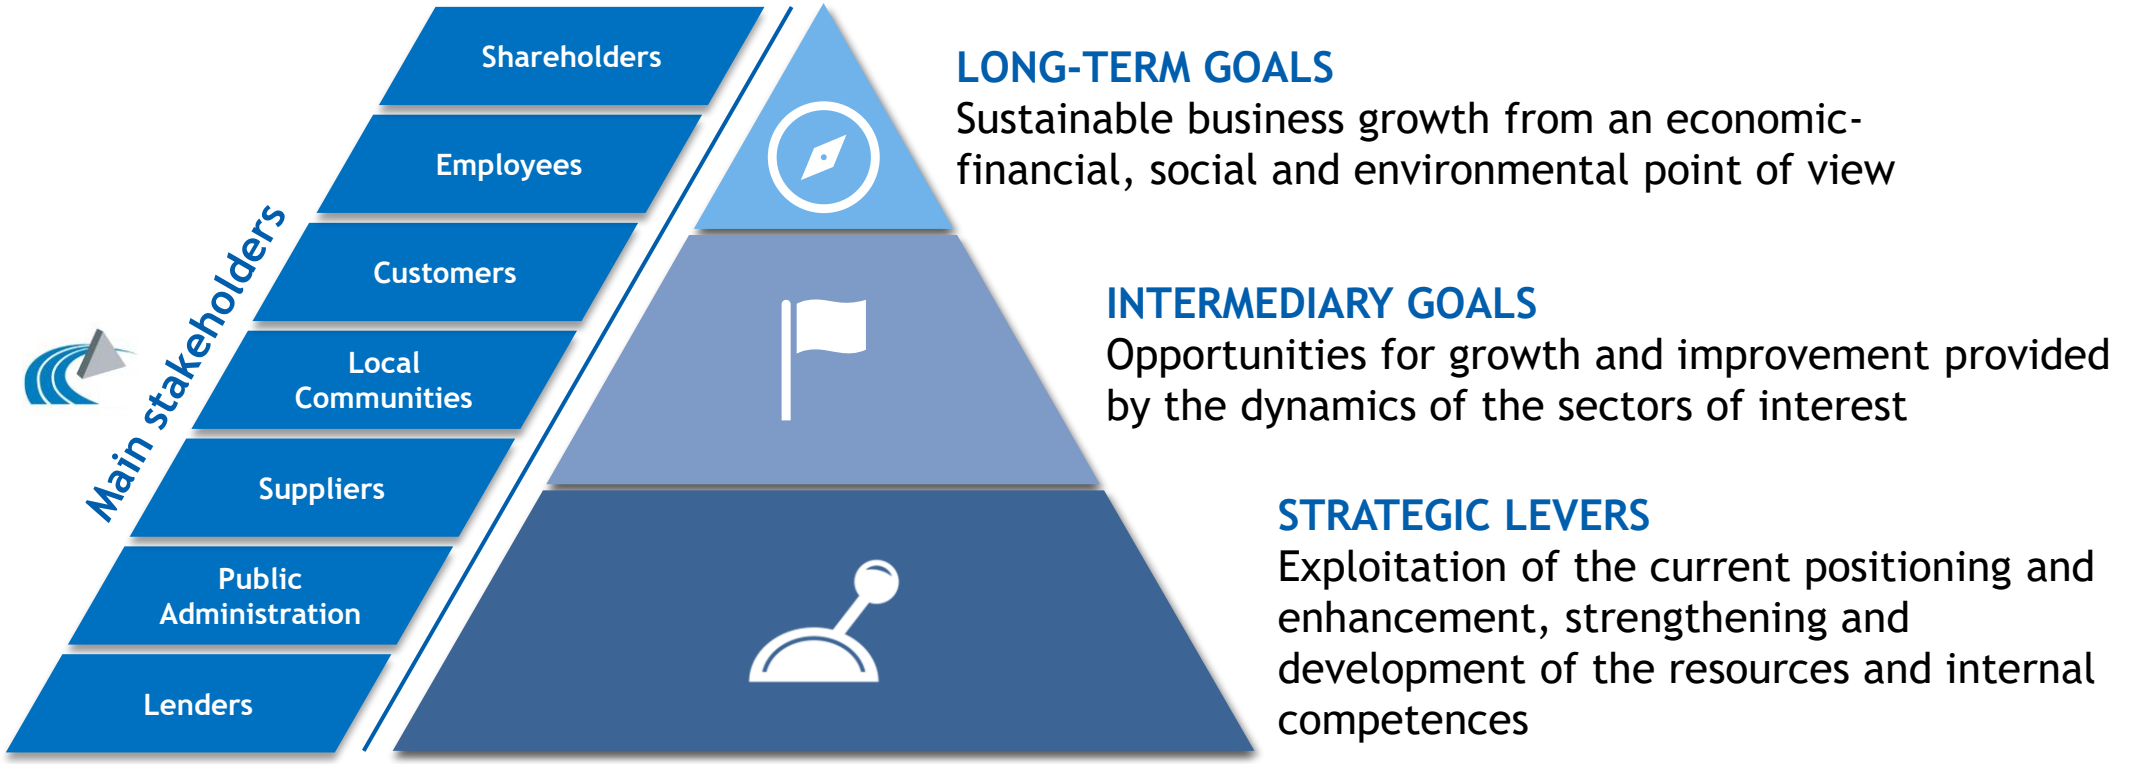 Main stakeholders
Shareholders
Employees
Customers
Local
Communities
Suppliers
Public
Administration
Lenders
LONG-TERM GOALS
Sustainable business growth from an economic-
financial, social and environmental point of view
INTERMEDIARY GOALS
Opportunities for growth and improvement provided
by the dynamics of the sectors of interest
STRATEGIC LEVERS
Exploitation of the current positioning and
enhancement, strengthening and
development of the resources and internal
competences